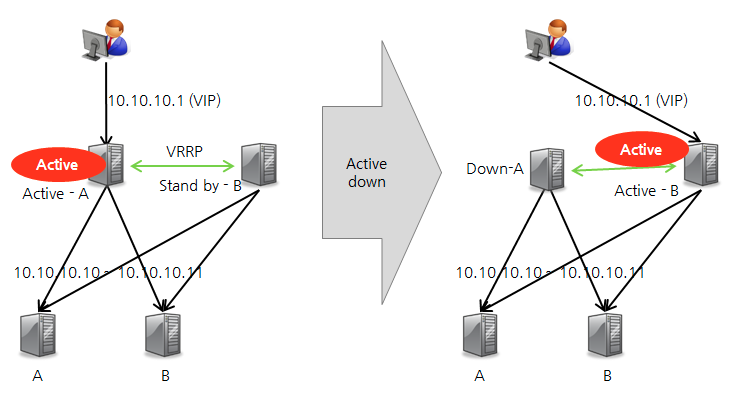 10.10.10.1 (VIP)
Active
VRRP
Active - A
Stand by - B
10.10.10.10 ~ 10.10.10.11
A
B
Active
down
10.10.10.1 (VIP)
Active
Down-A
Active - B
10.10.10.10 ~ 10.10.10.11
A
B